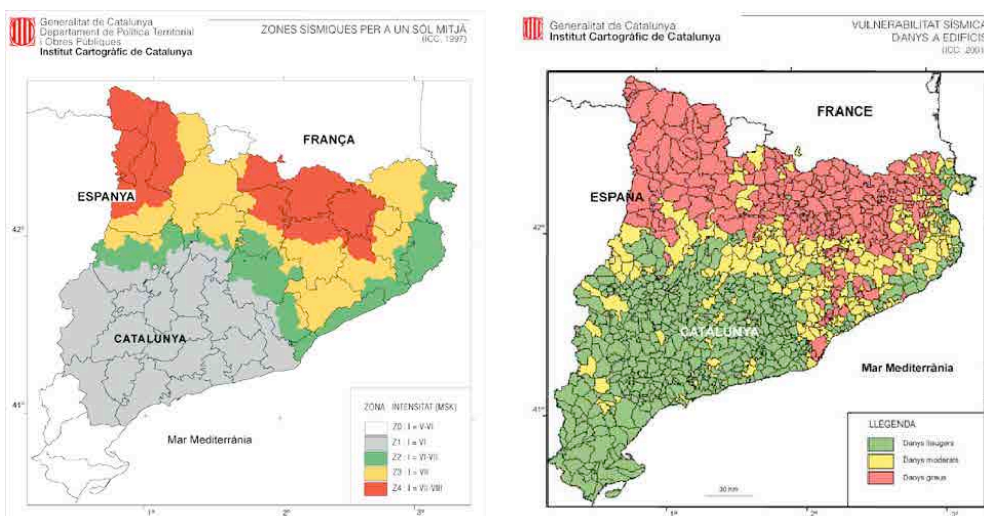 Generalitat de Catalunya
Departament de Política Territorial
i Obres Públiques
Institut Cartogràfic de Catalunya
ZONES SÍSMIQUES PER A UN SÒL MITJÀ
(ICC, 1997)
FRANÇA
ESPANYA
42°
CATALUNYA
41°
Mar Mediterrània
ZONA : INTENSITAT (MSK)
Z0 : I = V-VI
Z1 : I = VI
Z2 : I = VI-VII
Z3 : I = VII
Z4 : I = VII-VIII
1°
2°
3°
Generalitat de Catalunya
Institut Cartogràfic de Catalunya
VULNERABILITAT SÍSMICA
DANYS A EDIFICIS
(ICC, 2001)
FRANCE
ESPAÑA
42°
CATALUNYA
41°
Mar Mediterrània
LLEGENDA
Danys lleugers
Danys moderats
Danys greus
30 km
1°
2°
3°